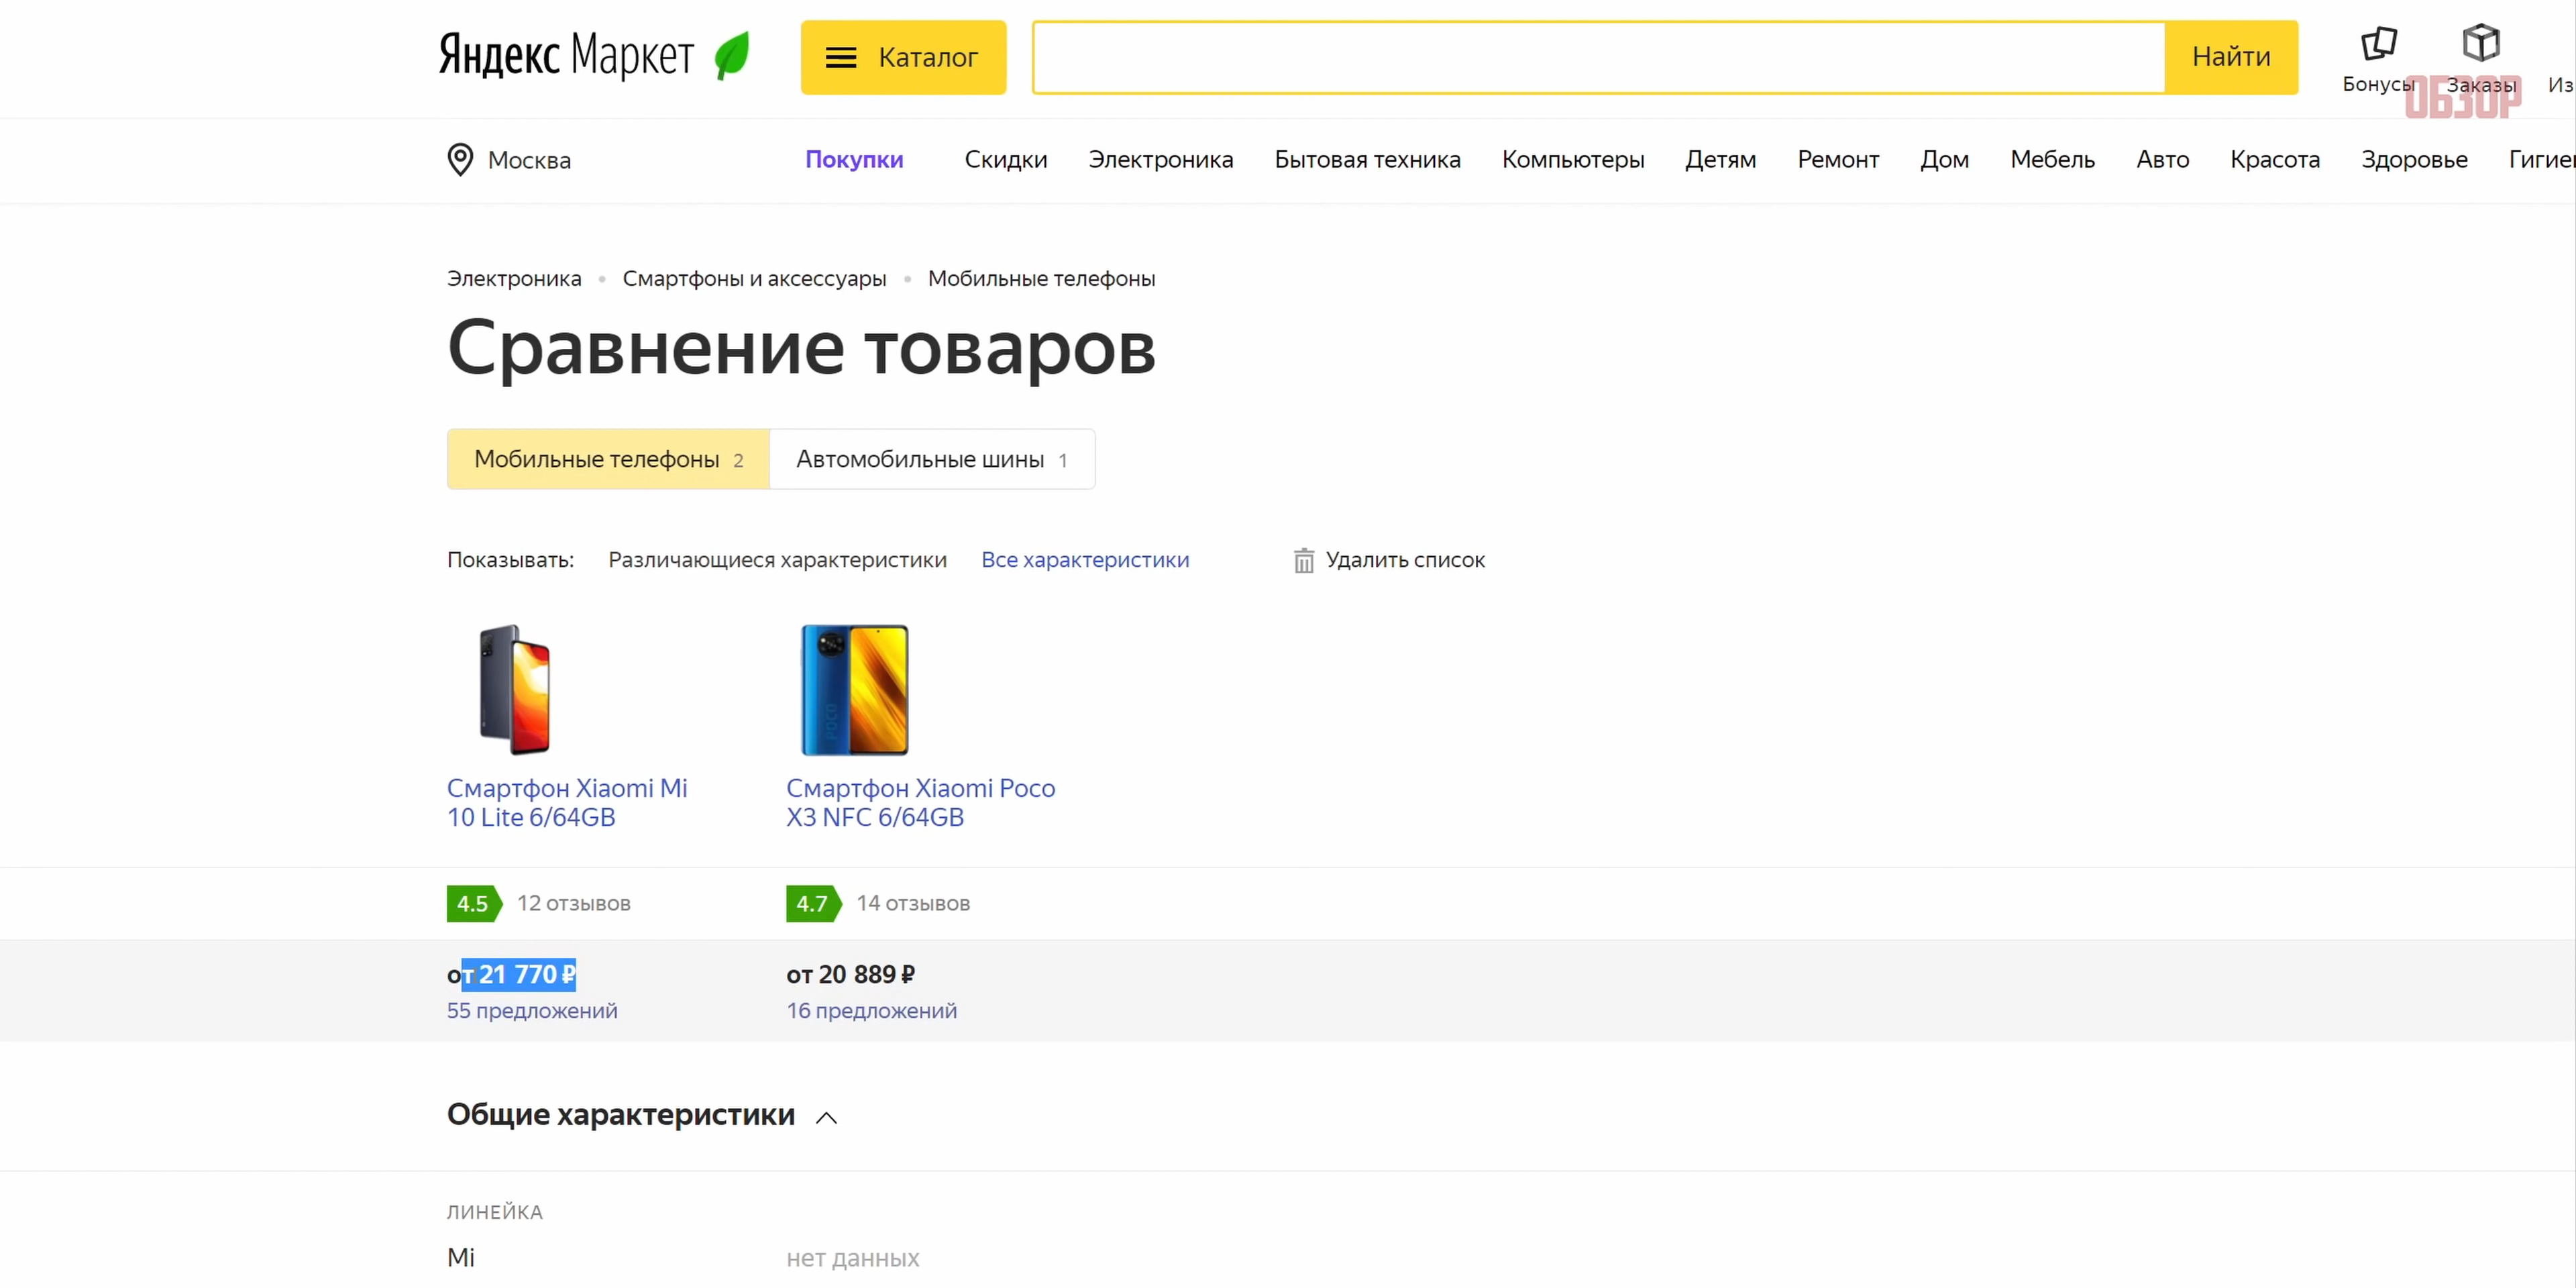 Яндекс Маркет
Каталог
Найти
Бонусы
Заказы
Из
ОБЗОР
Москва
Покупки Скидки Электроника Бытовая техника Компьютеры Детям Ремонт Дом Мебель Авто Красота Здоровье Гигие
Электроника • Смартфоны и аксессуары • Мобильные телефоны
Сравнение товаров
Мобильные телефоны 2 Автомобильные шины 1
Показывать: Различающиеся характеристики Все характеристики Удалить список
POCO
Смартфон Xiaomi Mi
10 Lite 6/64GB
Смартфон Xiaomi Poco
X3 NFC 6/64GB
4.5 12 отзывов 4.7 14 отзывов
от 21 770 ₽ от 20 889 ₽
55 предложений 16 предложений
Общие характеристики
ЛИНЕЙКА
Mi нет данных